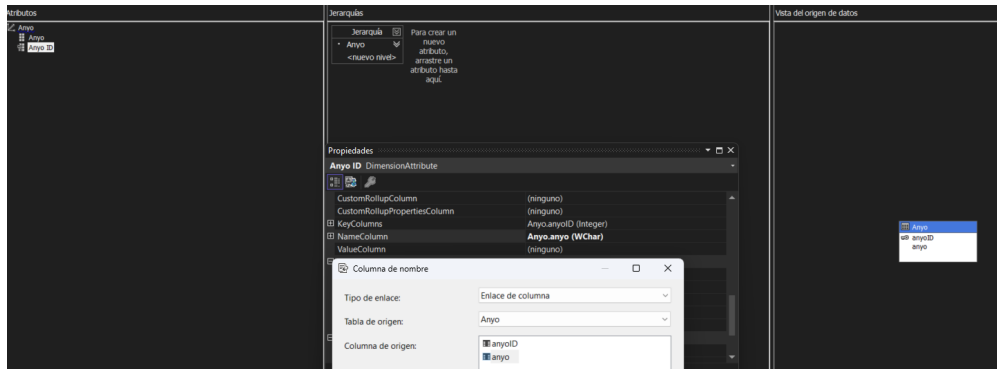 Atributos
Anyo
Anyo
Anyo ID
Jerarquías
Jerarquía
Anyo
<nuevo nivel>
Para crear un
nuevo
atributo,
arrastre un
atributo hasta
aquí.
Vista del origen de datos
Anyo
anyoID
anyo
Propiedades
Anyo ID DimensionAttribute
CustomRollupColumn (ninguno)
CustomRollupPropertiesColumn (ninguno)
KeyColumns Anyo.anyoID (Integer)
NameColumn Anyo.anyo (WChar)
ValueColumn (ninguno)
Columna de nombre
Tipo de enlace: Enlace de columna
Tabla de origen: Anyo
Columna de origen: anyoID
anyo